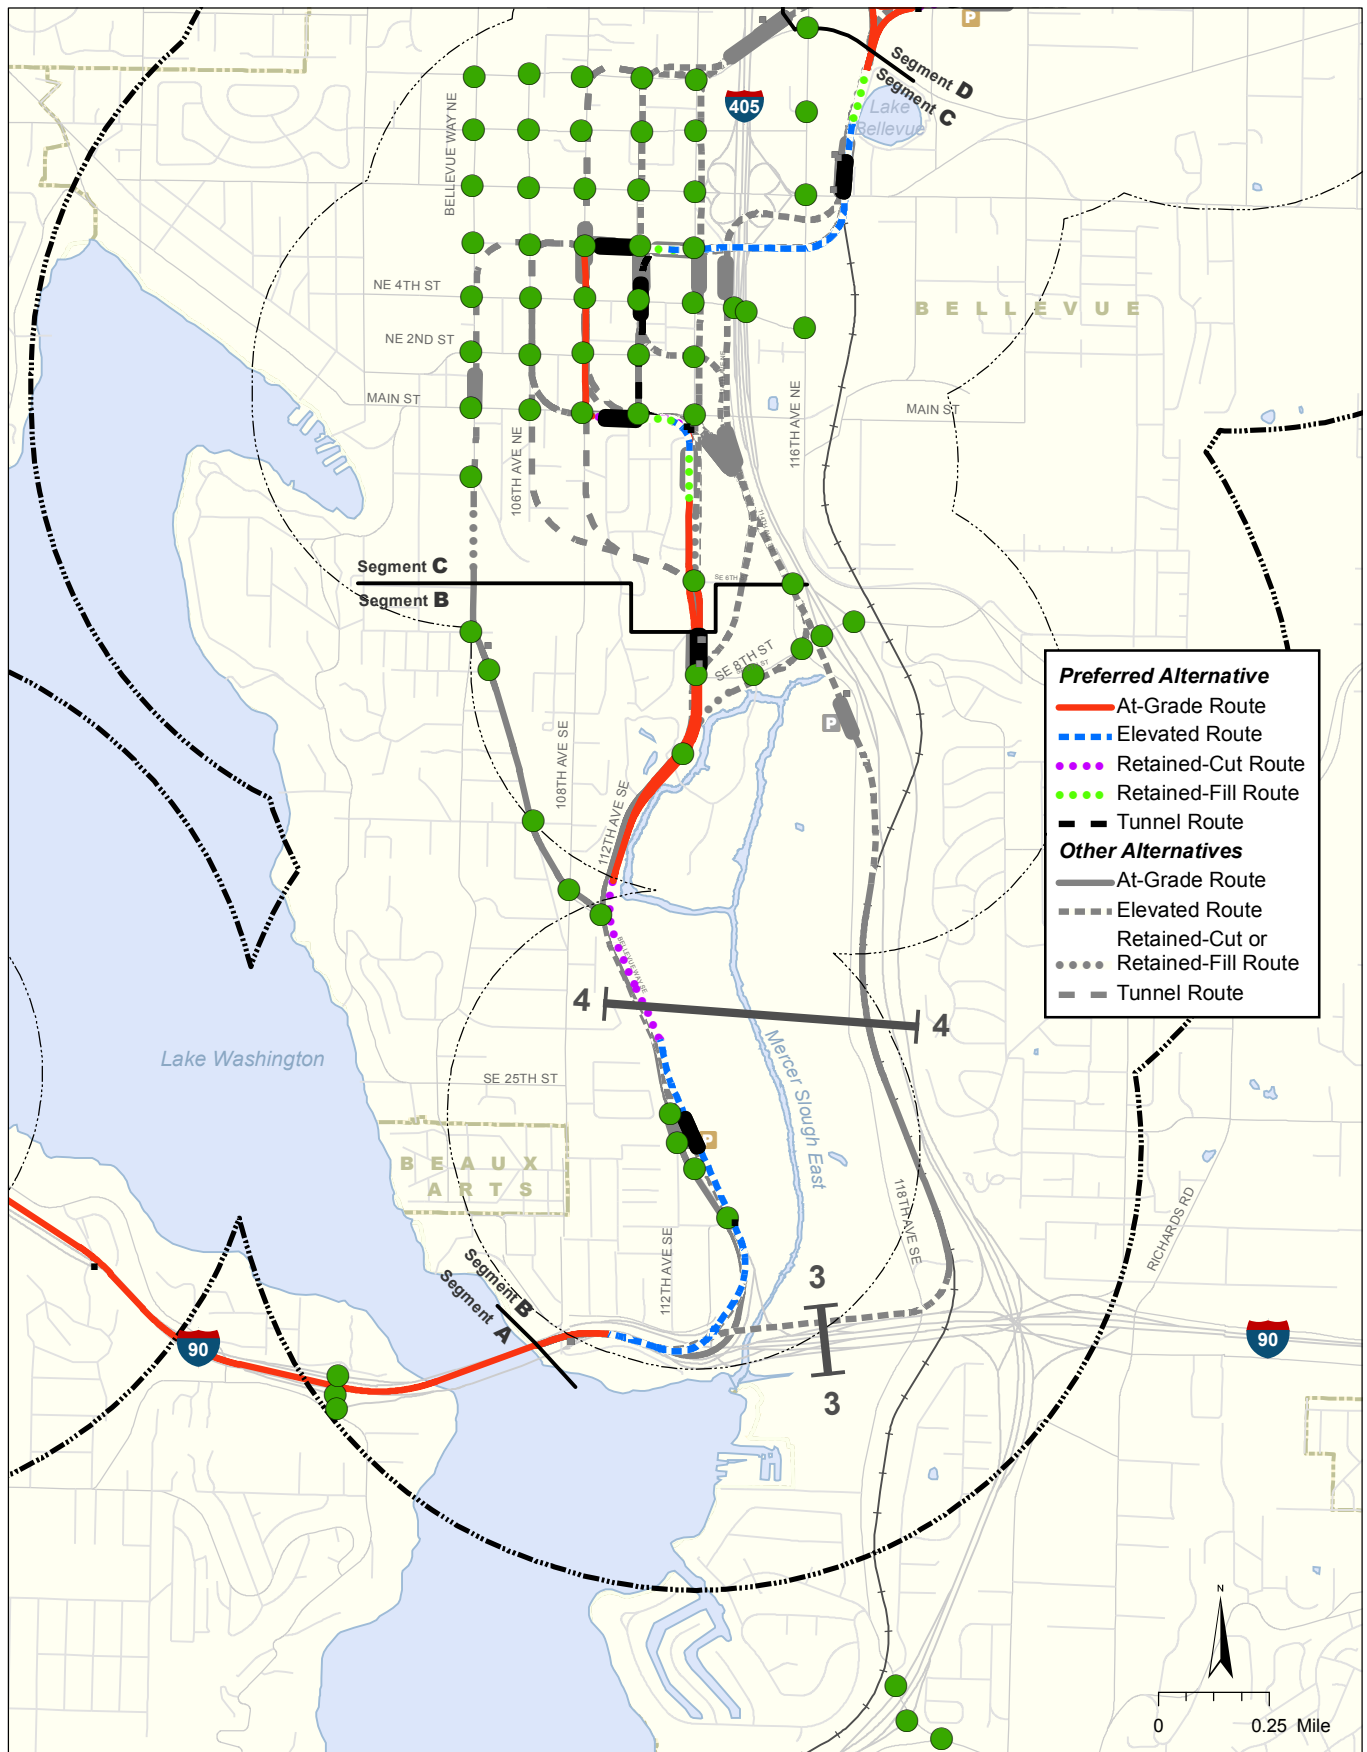 P
Segment D
Segment C
405
Lake
Bellevue
BELLEVUE WAY NE
NE 4TH ST
BELLEVUE
NE 2ND ST
MAIN ST
MAIN ST
116TH AVE NE
106TH AVE NE
114TH
Segment C
SE 6TH
Segment B
SE 8TH ST
ST
P
108TH AVE SE
112TH AVE SE
Preferred Alternative
At-Grade Route
Elevated Route
Retained-Cut Route
Retained-Fill Route
Tunnel Route
Other Alternatives
At-Grade Route
Elevated Route
Retained-Cut or
Retained-Fill Route
Tunnel Route
BELLEVUE WAY SE
4
4
Lake Washington
Mercer Slough East
SE 25TH ST
P
BEAUX
ARTS
118TH AVE SE
RICHARDS RD
112TH AVE SE
Segment B
Segment A
3
90
90
3
N
0
0.25 Mile